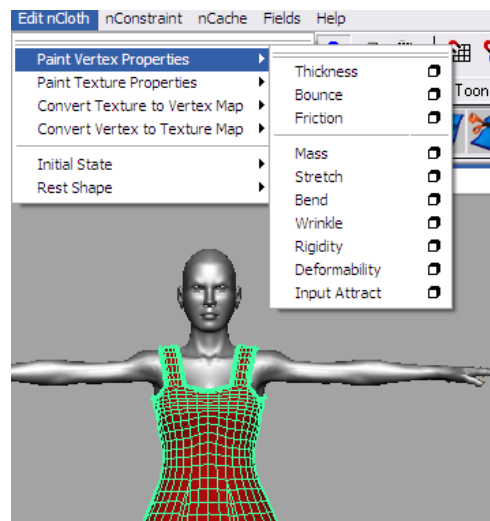 Edit nCloth nConstraint nCache Fields Help
Paint Vertex Properties
Paint Texture Properties
Convert Texture to Vertex Map
Convert Vertex to Texture Map
Initial State
Rest Shape
Thickness
Bounce
Friction
Mass
Stretch
Bend
Wrinkle
Rigidity
Deformability
Input Attract
Toon